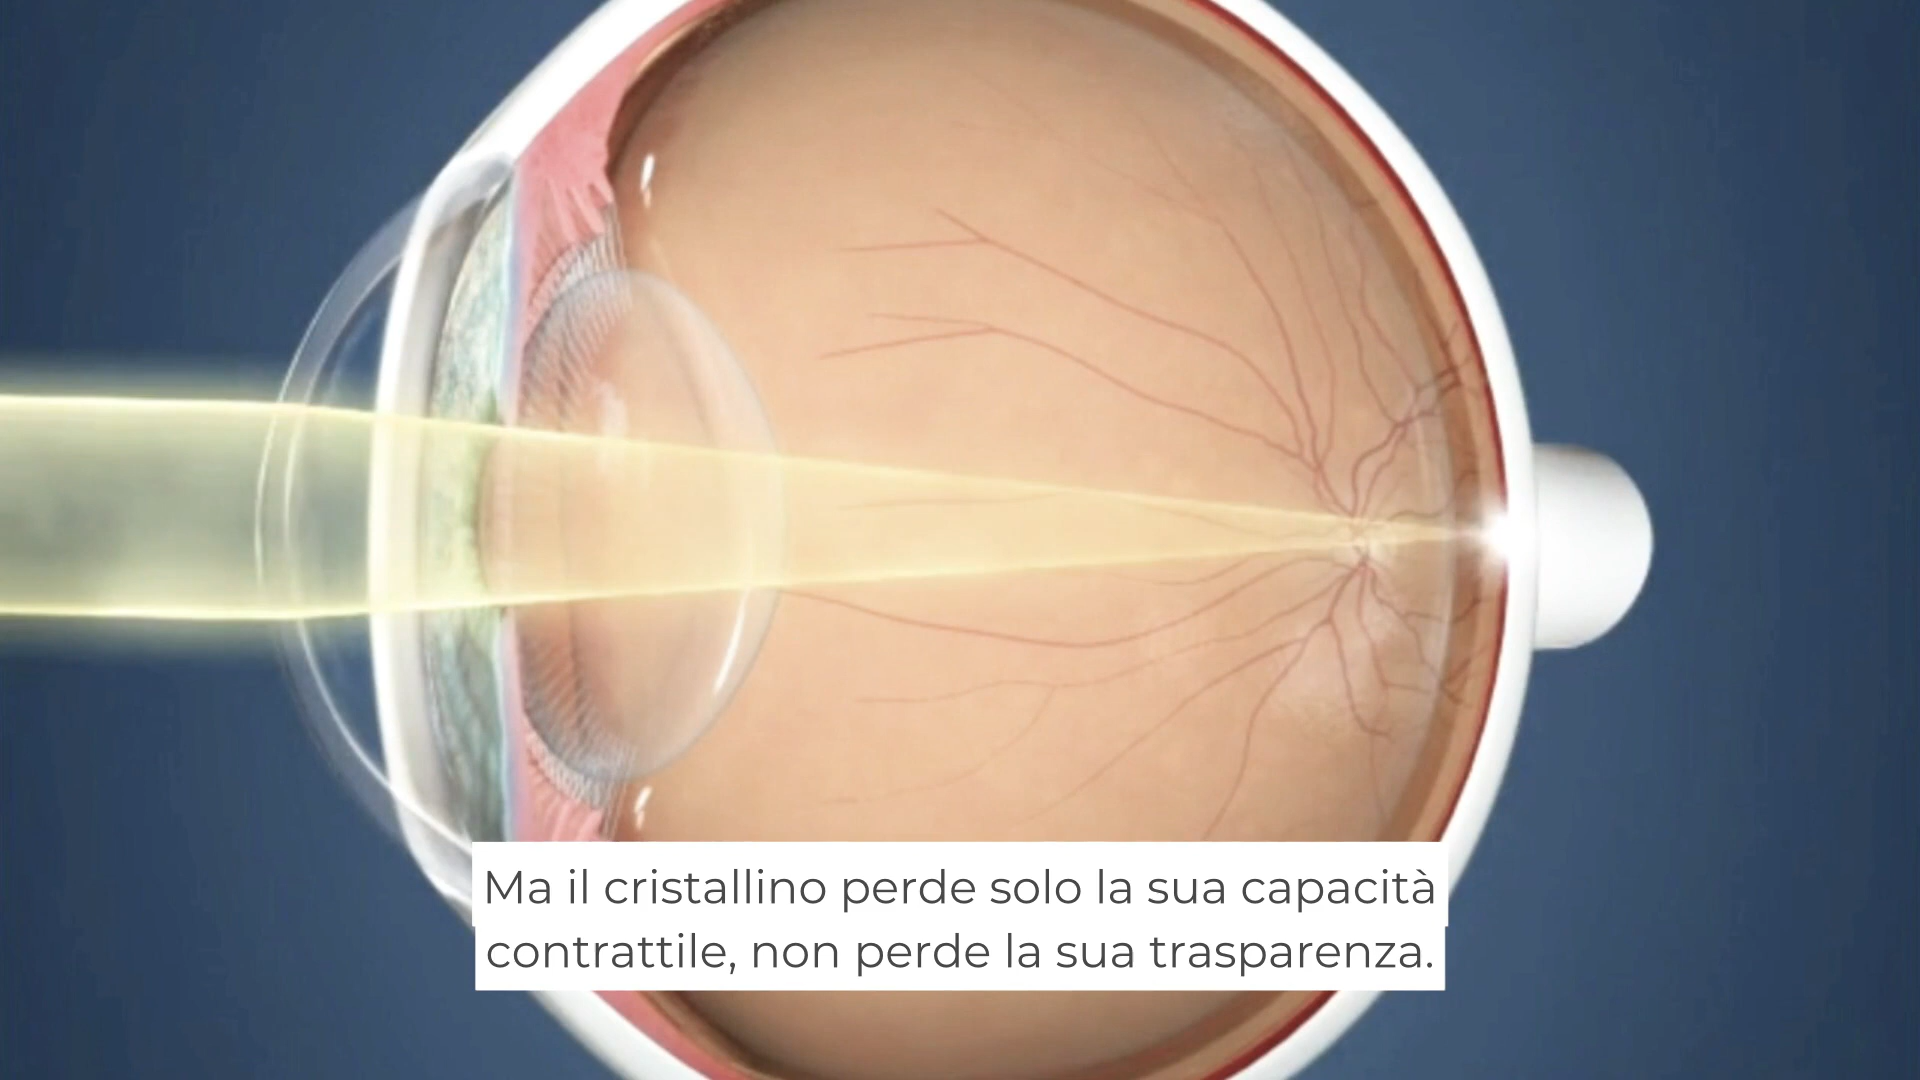 Ma il cristallino perde solo la sua capacità
contrattile, non perde la sua trasparenza.